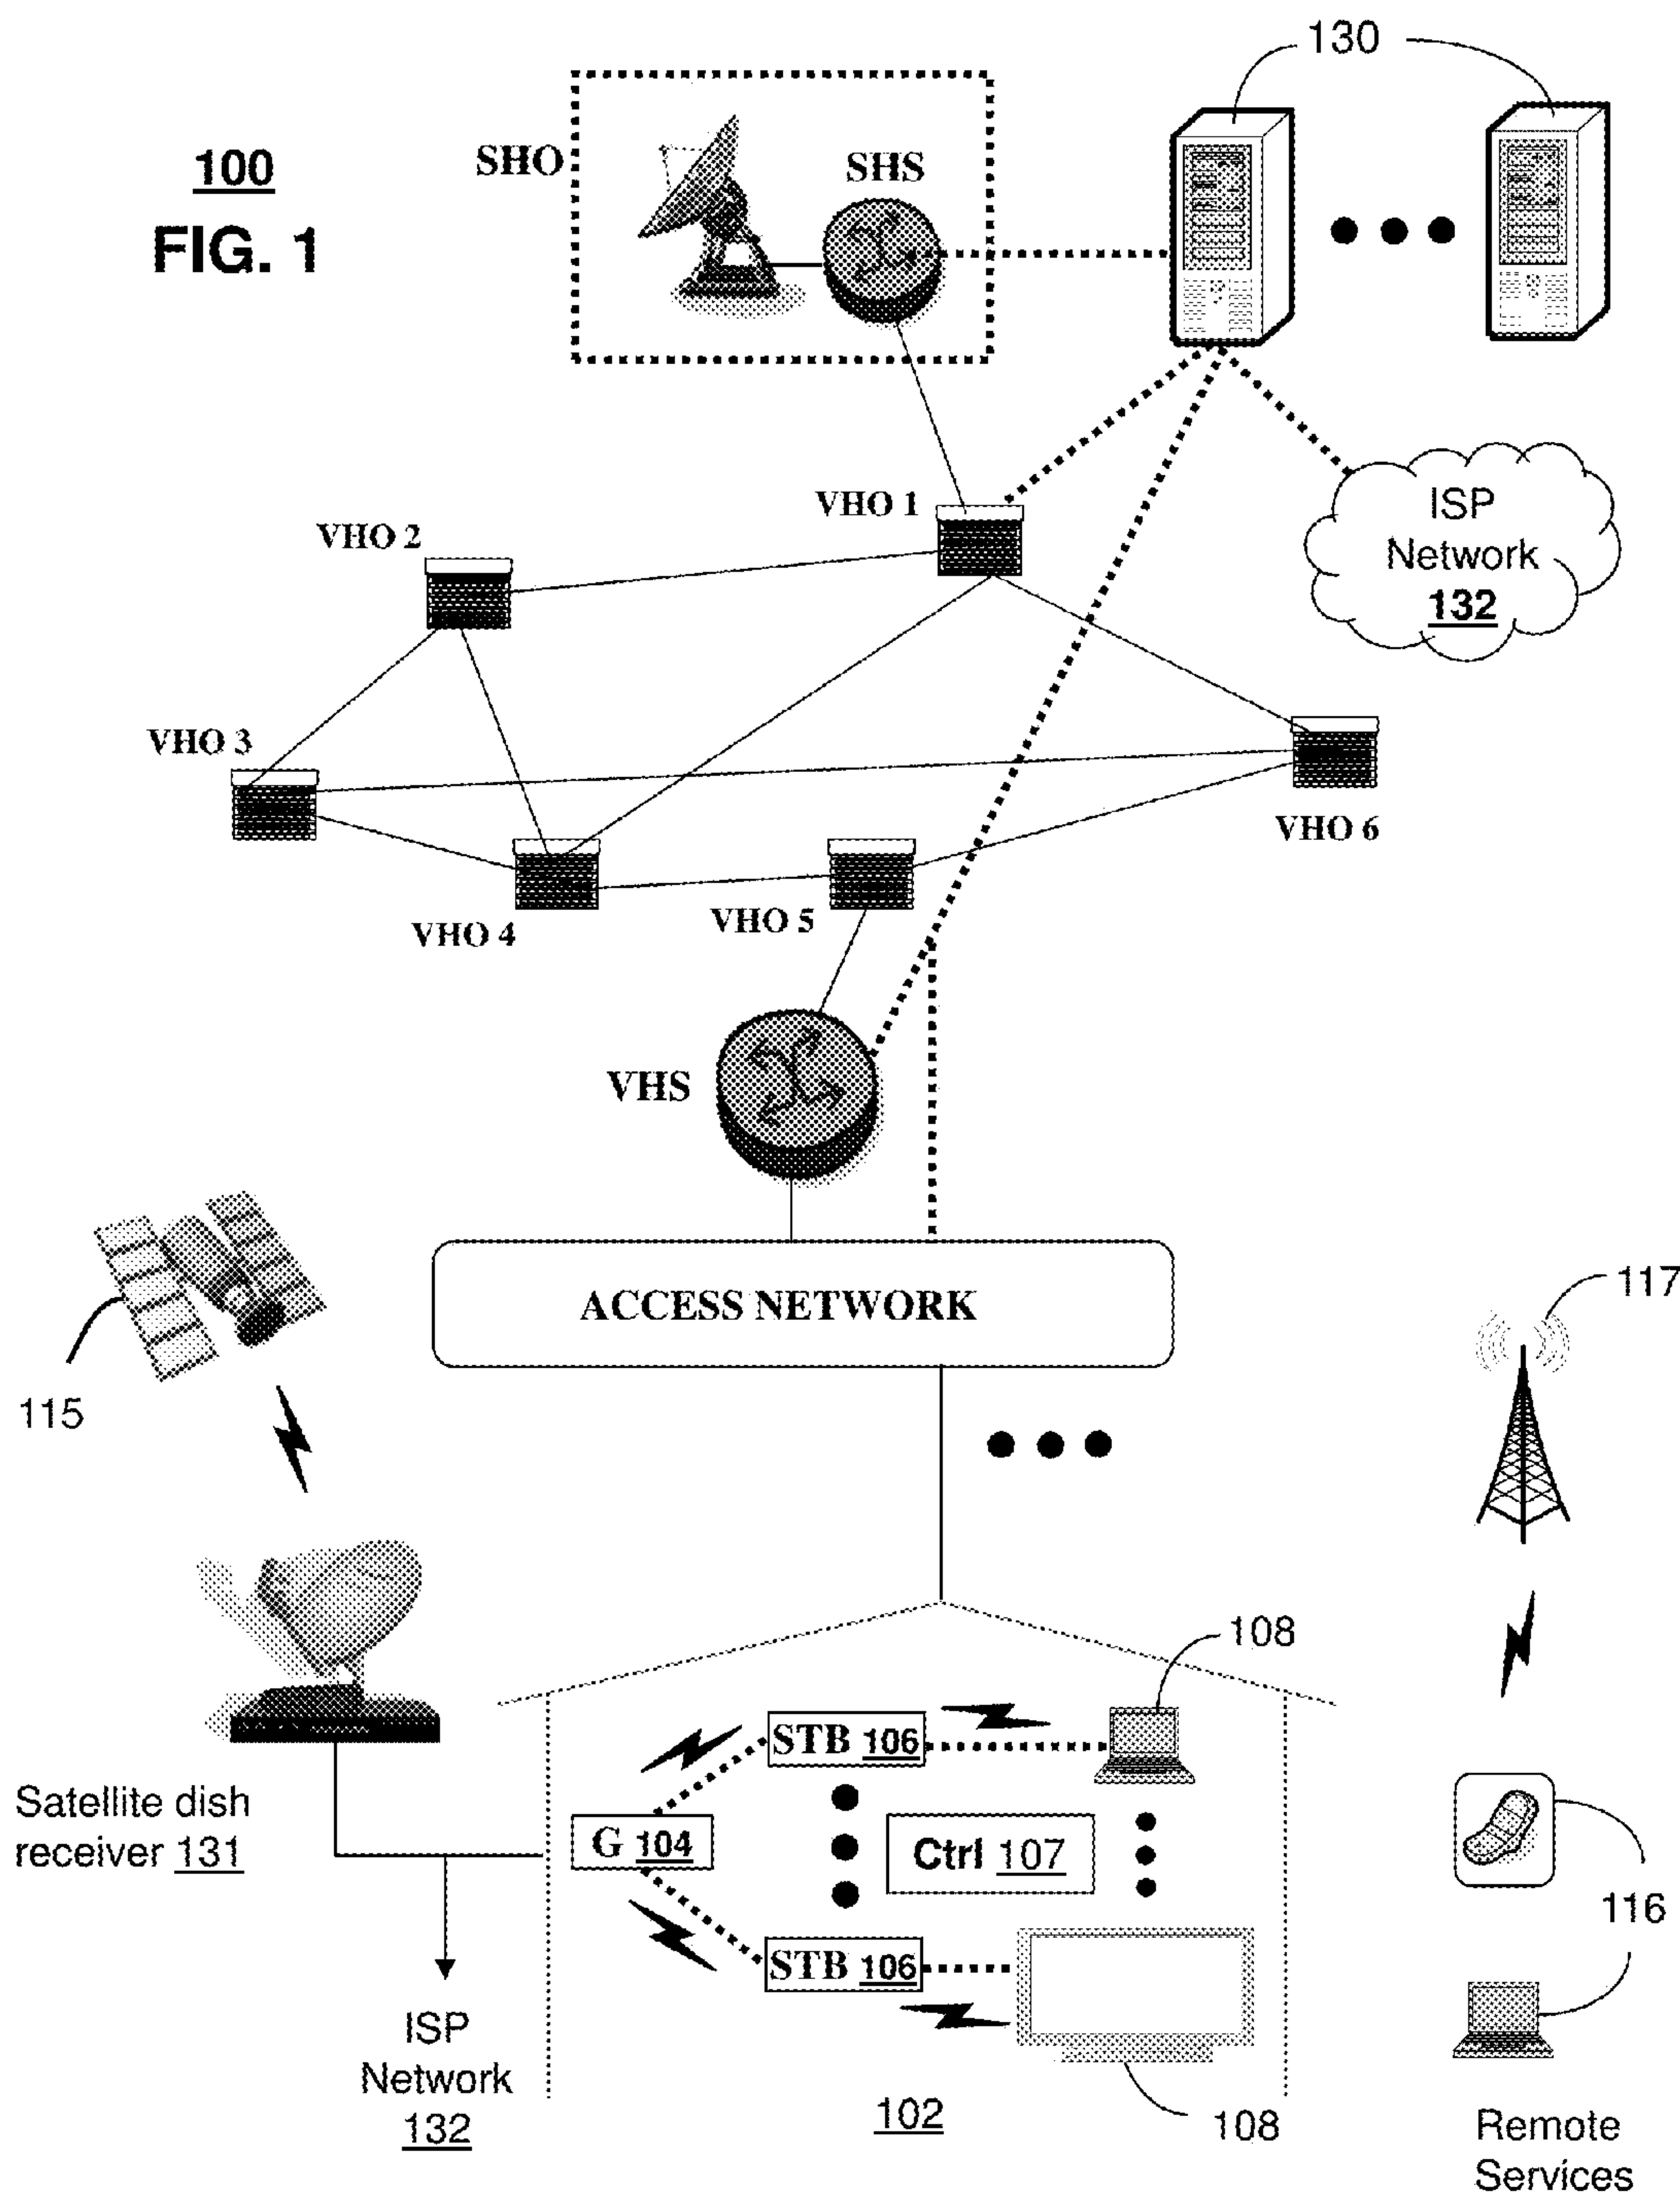 130
100
FIG. 1
SHO
SHS
ISP
Network
132
VHO 1
VHO 2
VHO 3
VHO 6
VHO 4
VHO 5
VHS
ACCESS NETWORK
115
117
108
STB 106
Satellite dish
receiver 131
G 104
Ctrl 107
116
STB 106
ISP
Network
132
102
108
Remote
Services